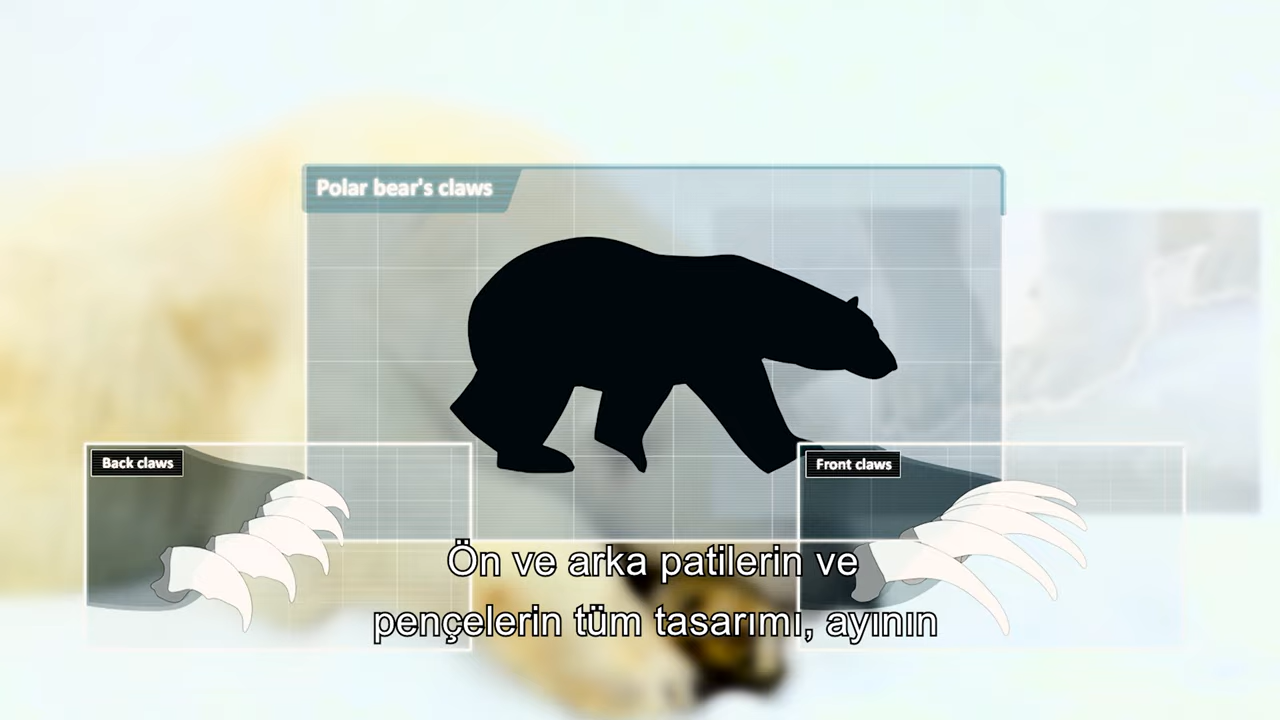 Polar bear's claws
Back claws
Front claws
Ön ve arka patilerin ve
pençelerin tüm tasarımı, ayının